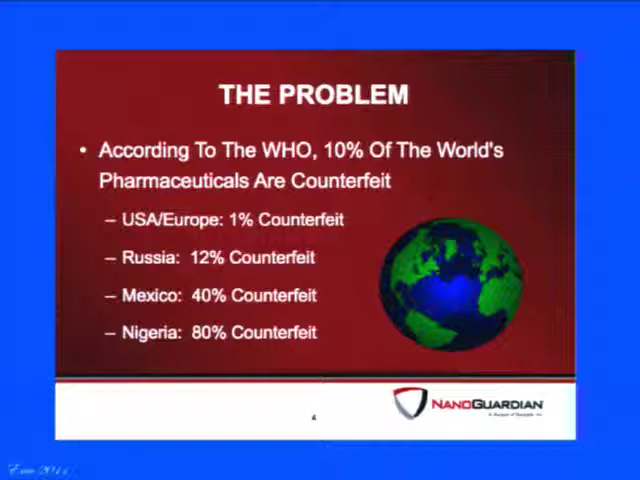 THE PROBLEM
• According To The WHO, 10% Of The World's
Pharmaceuticals Are Counterfeit
– USA/Europe: 1% Counterfeit
– Russia: 12% Counterfeit
– Mexico: 40% Counterfeit
– Nigeria: 80% Counterfeit
4
NANOGUARDIAN